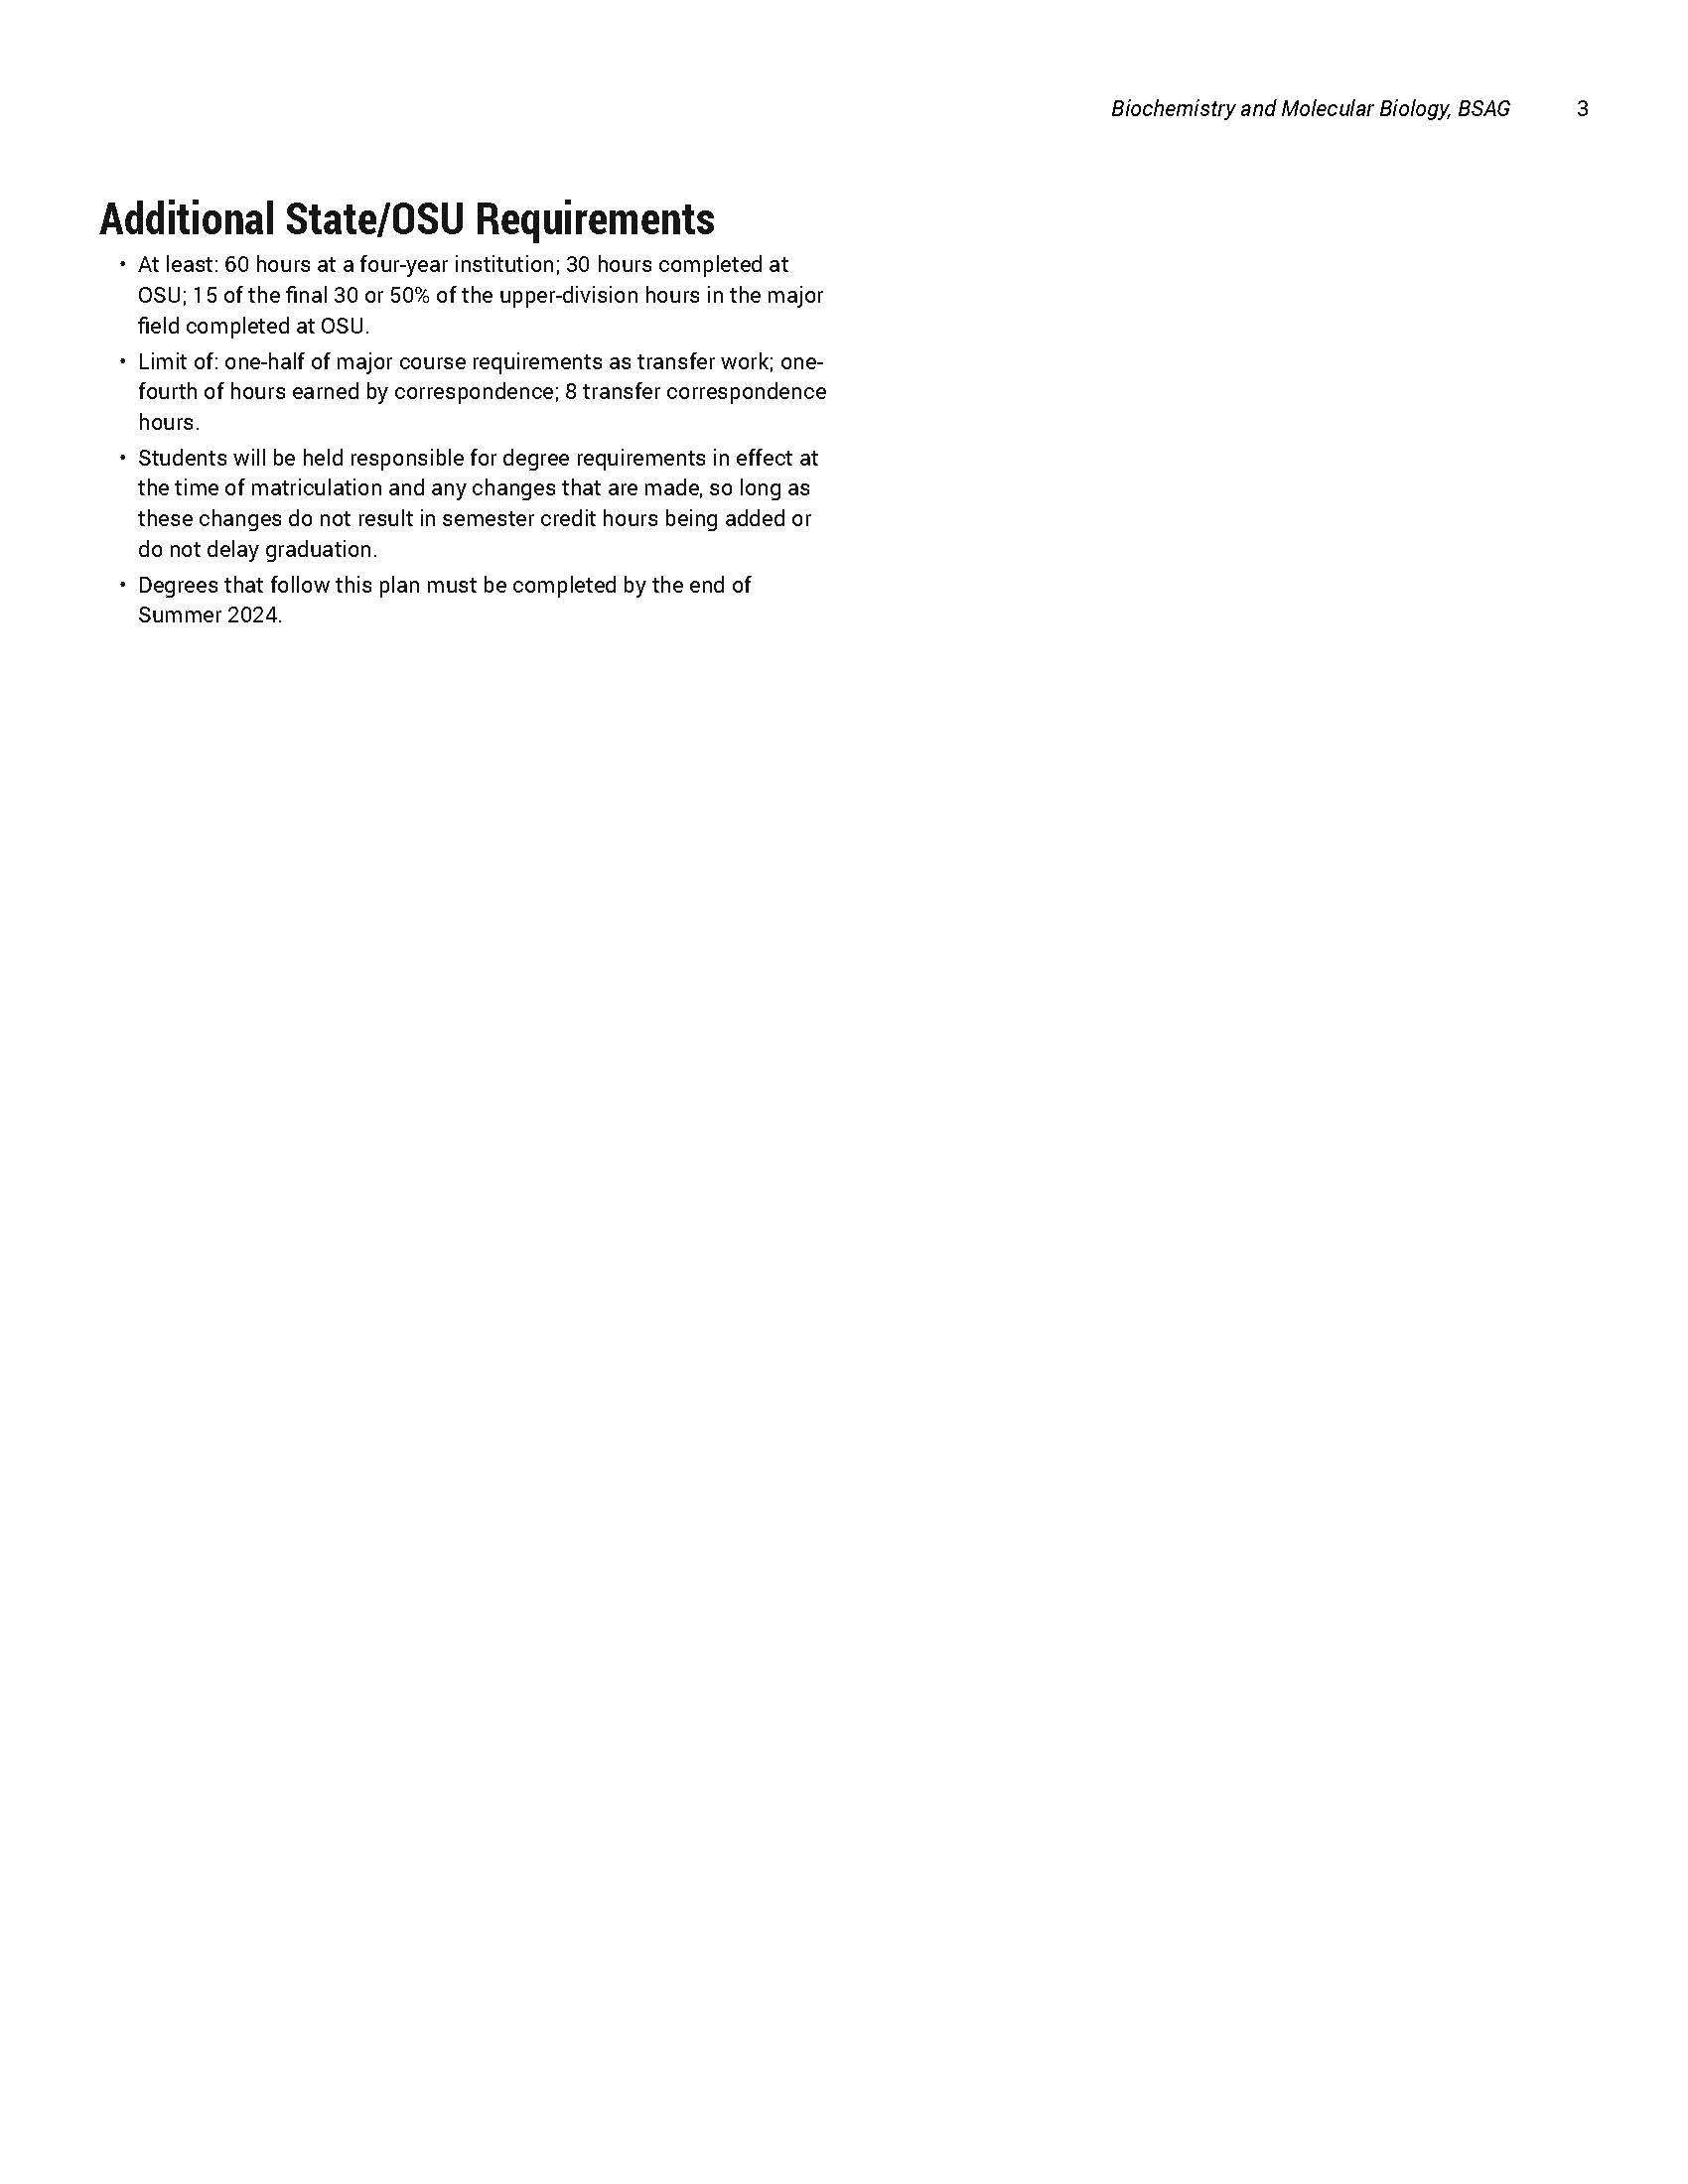 Biochemistry and Molecular Biology, BSAG 3
Additional State/OSU Requirements
• At least: 60 hours at a four-year institution; 30 hours completed at
OSU; 15 of the final 30 or 50% of the upper-division hours in the major
field completed at OSU.
• Limit of: one-half of major course requirements as transfer work; one-
fourth of hours earned by correspondence; 8 transfer correspondence
hours.
• Students will be held responsible for degree requirements in effect at
the time of matriculation and any changes that are made, so long as
these changes do not result in semester credit hours being added or
do not delay graduation.
• Degrees that follow this plan must be completed by the end of
Summer 2024.